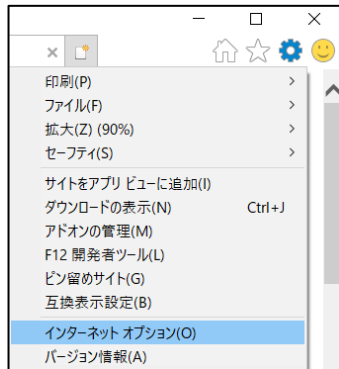 印刷(P)
ファイル(F)
拡大(Z) (90%)
セーフティ(S)
サイトをアプリ ビューに追加(I)
ダウンロードの表示(N) Ctrl+J
アドオンの管理(M)
F12 開発者ツール(L)
ピン留めサイト(G)
互換表示設定(B)
インターネット オプション(O)
バージョン情報(A)